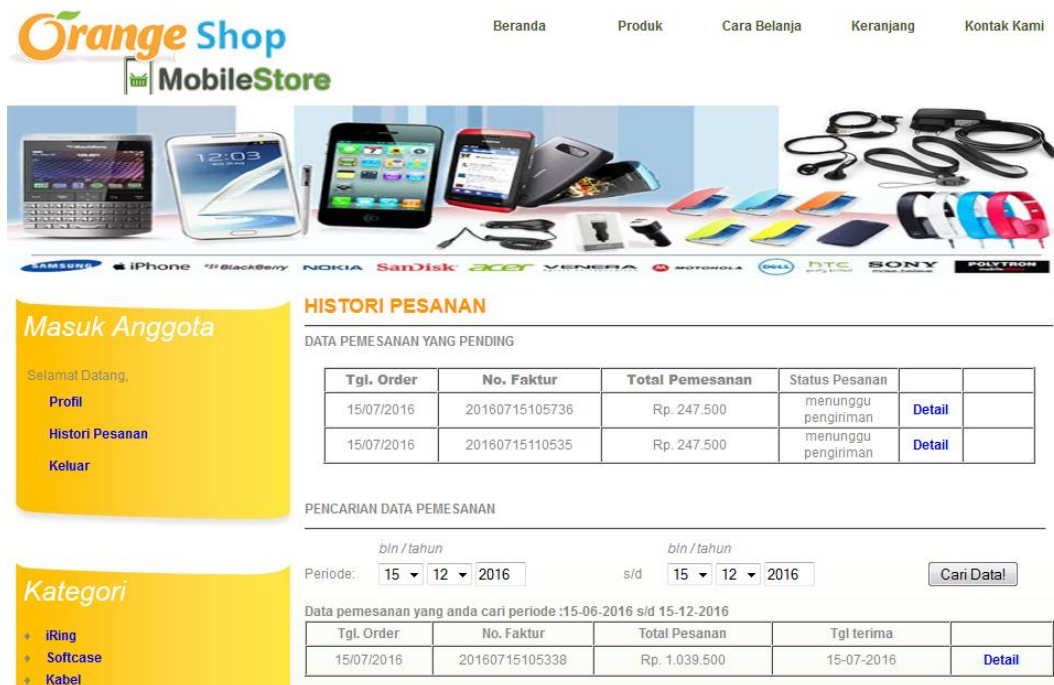 Orange Shop
MobileStore
Beranda Produk Cara Belanja Keranjang Kontak Kami
12:03
SAMSUNG iPhone BlackBerry NOKIA SanDisk acer VENERA MOTOROLA DELL hTC SONY POLYTRON
make.believe
Masuk Anggota
Selamat Datang,
Profil
Histori Pesanan
Keluar
Kategori
iRing
Softcase
Kabel
HISTORI PESANAN
DATA PEMESANAN YANG PENDING
Tgl. Order No. Faktur Total Pemesanan Status Pesanan
15/07/2016 20160715105736 Rp. 247.500 menunggu pengiriman Detail
15/07/2016 20160715110535 Rp. 247.500 menunggu pengiriman Detail
PENCARIAN DATA PEMESANAN
bln / tahun bln / tahun
Periode: 15 12 2016 s/d 15 12 2016 Cari Data!
Data pemesanan yang anda cari periode :15-06-2016 s/d 15-12-2016
Tgl. Order No. Faktur Total Pesanan Tgl terima
15/07/2016 20160715105338 Rp. 1.039.500 15-07-2016 Detail